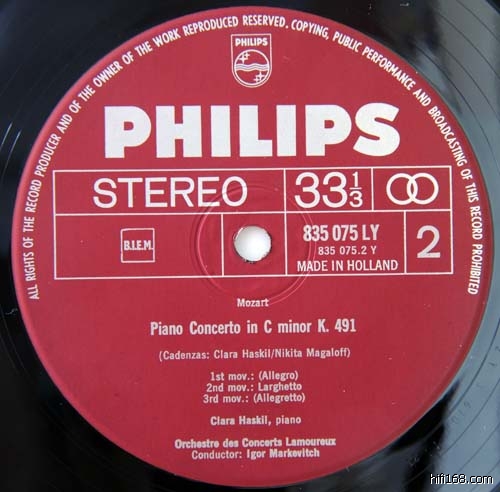 ALL RIGHTS OF THE RECORD PRODUCER AND OF THE OWNER OF THE WORK REPRODUCED RESERVED. COPYING, PUBLIC PERFORMANCE AND BROADCASTING OF THIS RECORD PROHIBITED
PHILIPS
PHILIPS
STEREO 33 1/3
B.I.E.M. 835 075 LY 2
835 075.2 Y
MADE IN HOLLAND
Mozart
Piano Concerto in C minor K. 491
(Cadenzas: Clara Haskil/Nikita Magaloff)
1st mov.: (Allegro)
2nd mov.: Larghetto
3rd mov.: (Allegretto)
Clara Haskil, piano
Orchestre des Concerts Lamoureux
Conductor: Igor Markevitch
hifi168.com